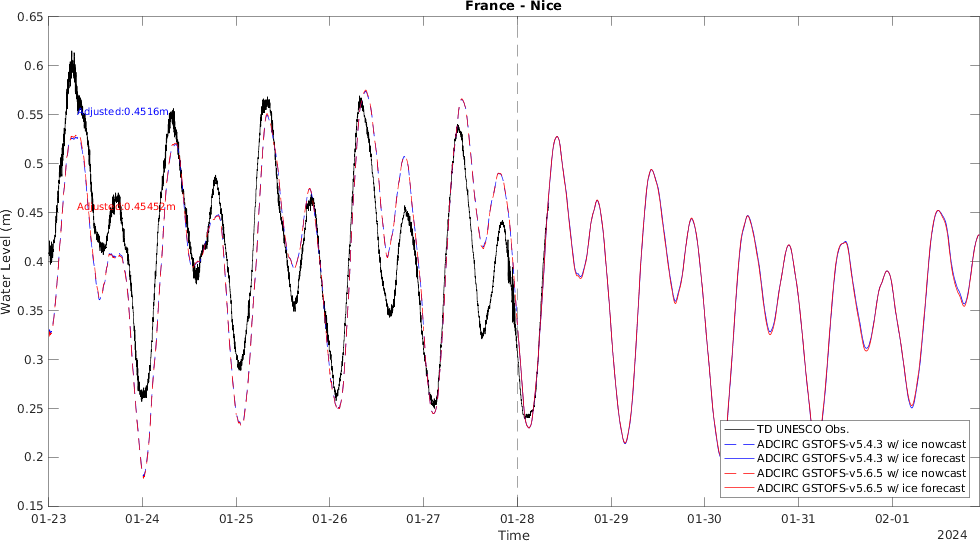 France - Nice
0.65
0.6
0.55
0.5
0.45
0.4
0.35
0.3
0.25
0.2
0.15
Water Level (m)
Adjusted:0.4516m
Adjusted:0.45452m
TD UNESCO Obs.
ADCIRC GSTOFS-v5.4.3 w/ ice nowcast
ADCIRC GSTOFS-v5.4.3 w/ ice forecast
ADCIRC GSTOFS-v5.6.5 w/ ice nowcast
ADCIRC GSTOFS-v5.6.5 w/ ice forecast
01-23 01-24 01-25 01-26 01-27 01-28 01-29 01-30 01-31 02-01
Time
2024